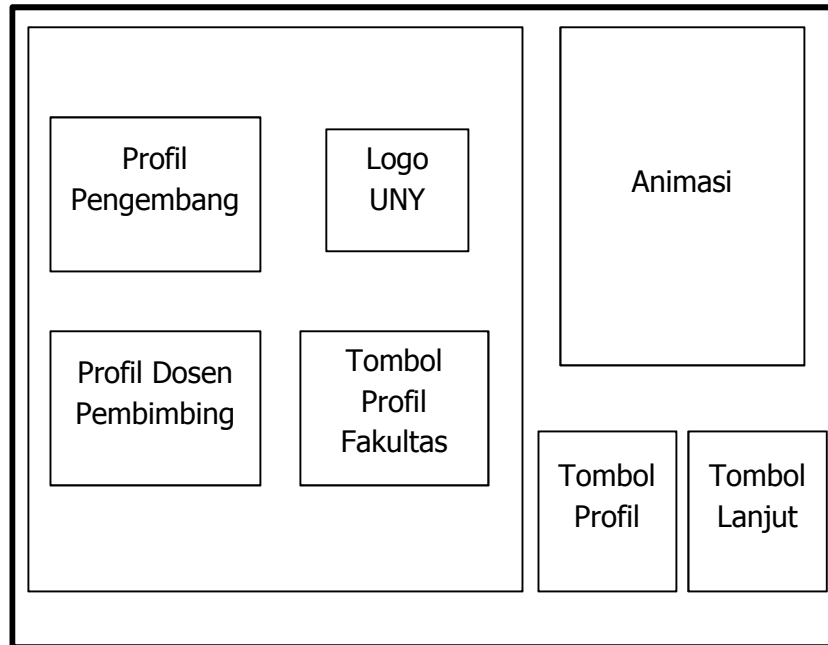 Profil
Pengembang
Logo
UNY
Animasi
Profil Dosen
Pembimbing
Tombol
Profil
Fakultas
Tombol
Profil
Tombol
Lanjut